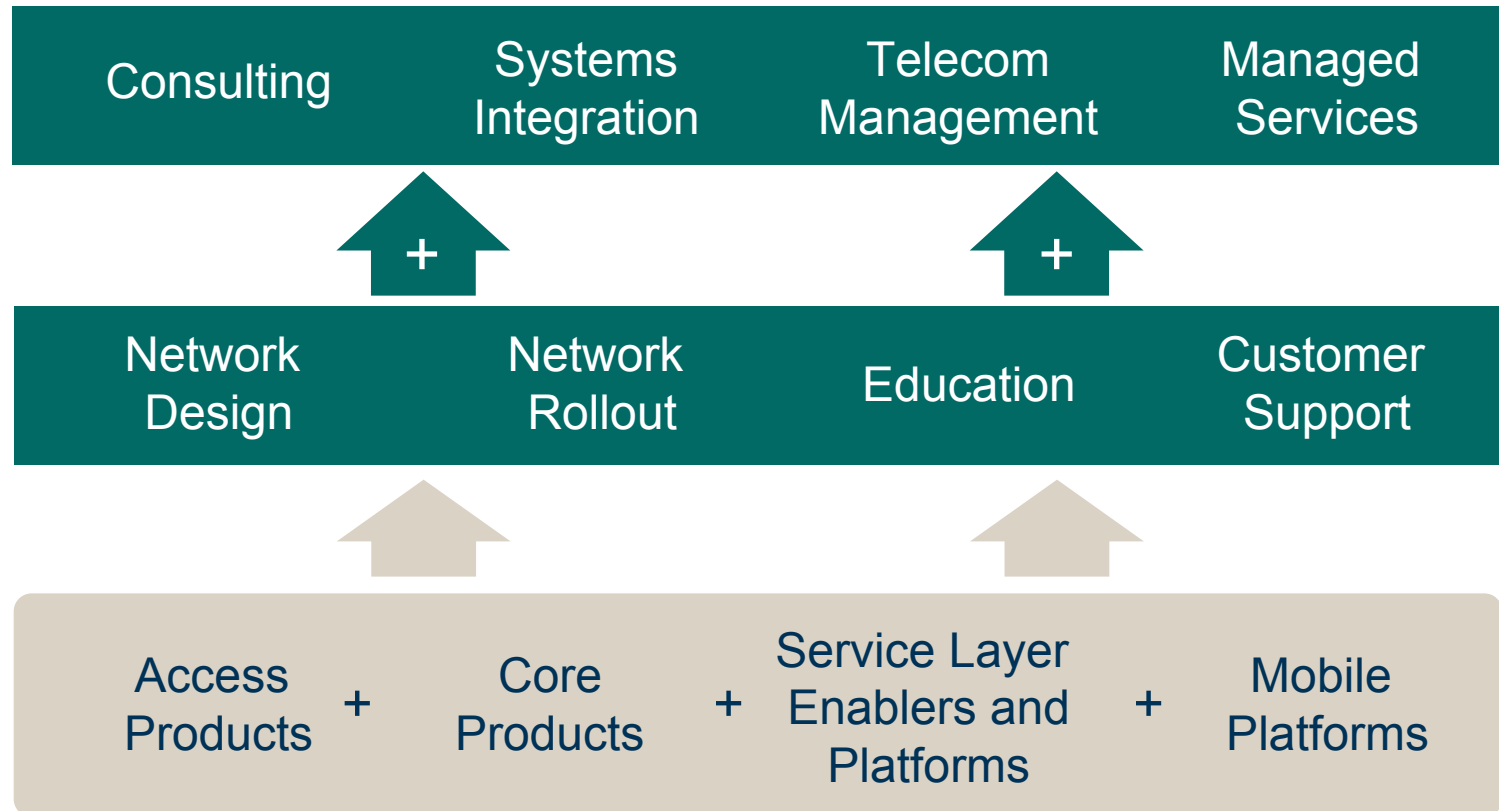 Consulting
Systems
Integration
Telecom
Management
Managed
Services
+
+
Network
Design
Network
Rollout
Education
Customer
Support
Access
Products
+
Core
Products
+
Service Layer
Enablers and
Platforms
+
Mobile
Platforms